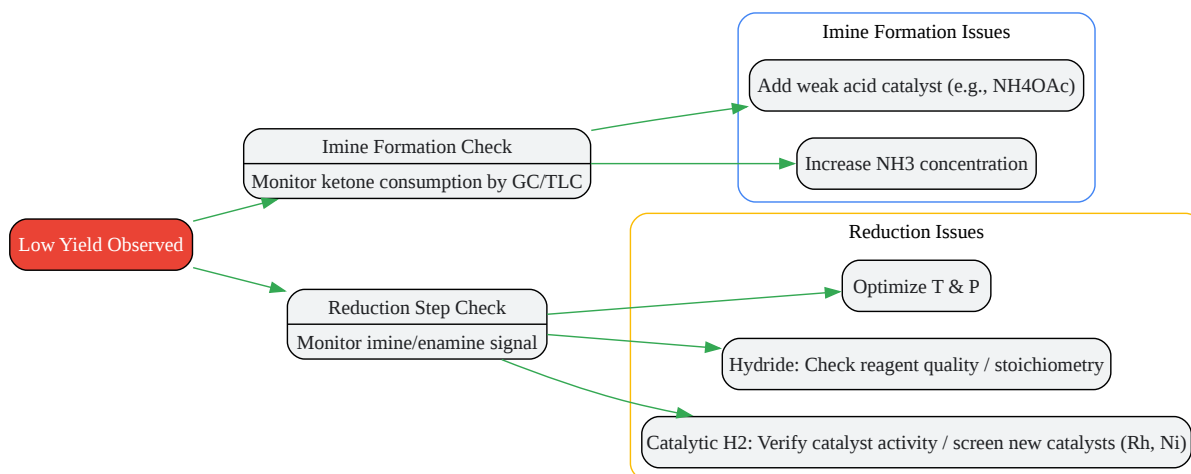 Low Yield Observed
Imine Formation Check
Monitor ketone consumption by GC/TLC
Reduction Step Check
Monitor imine/enamine signal
Imine Formation Issues
Add weak acid catalyst (e.g., NH4OAc)
Increase NH3 concentration
Reduction Issues
Optimize T & P
Hydride: Check reagent quality / stoichiometry
Catalytic H2: Verify catalyst activity / screen new catalysts (Rh, Ni)